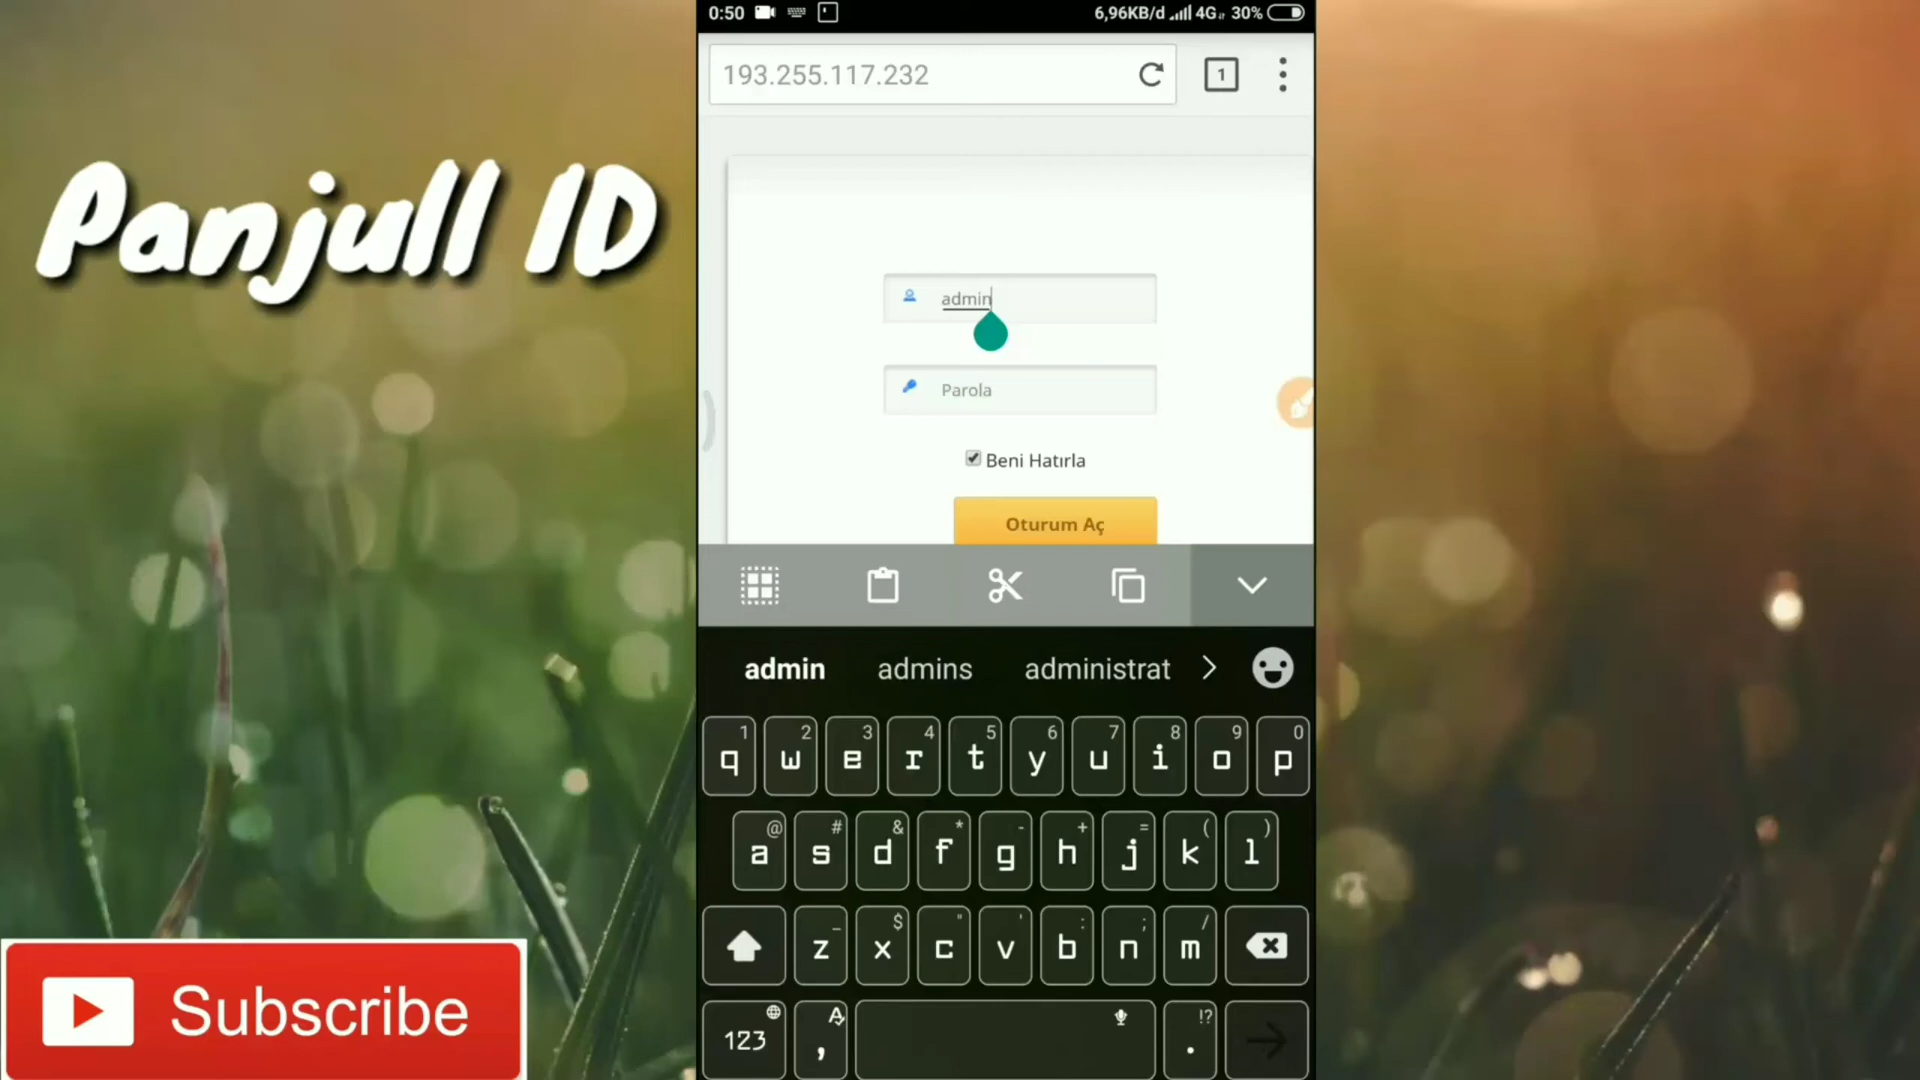 0:50 6,96KB/d 4G 30%
193.255.117.232
1
Panjull ID
admin
Parola
Beni Hatırla
Oturum Aç
admin admins administrat
1 2 3 4 5 6 7 8 9 0
q w e r t y u i o p
@ # & * - + = ( )
a s d f g h j k l
_ $ " ' : ; /
z x c v b n m
!?
123 , .
Subscribe